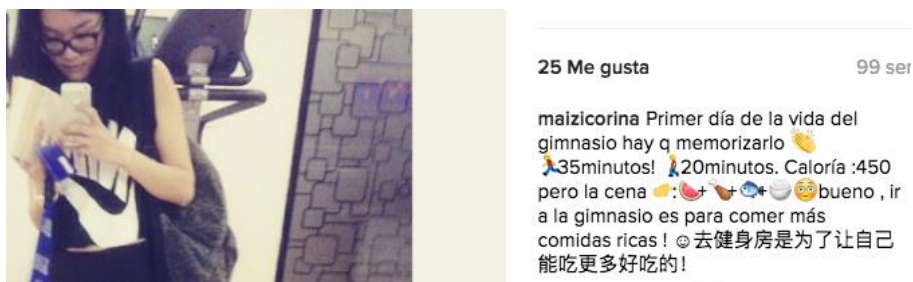 25 Me gusta 99 ser
maizicorina Primer día de la vida del
gimnasio hay q memorizarlo 👏
🏃35minutos! 🚶20minutos. Caloría :450
pero la cena 👉:🍉+🍗+🐟+🍚😳bueno , ir
a la gimnasio es para comer más
comidas ricas ! ☺去健身房是为了让自己
能吃更多好吃的!